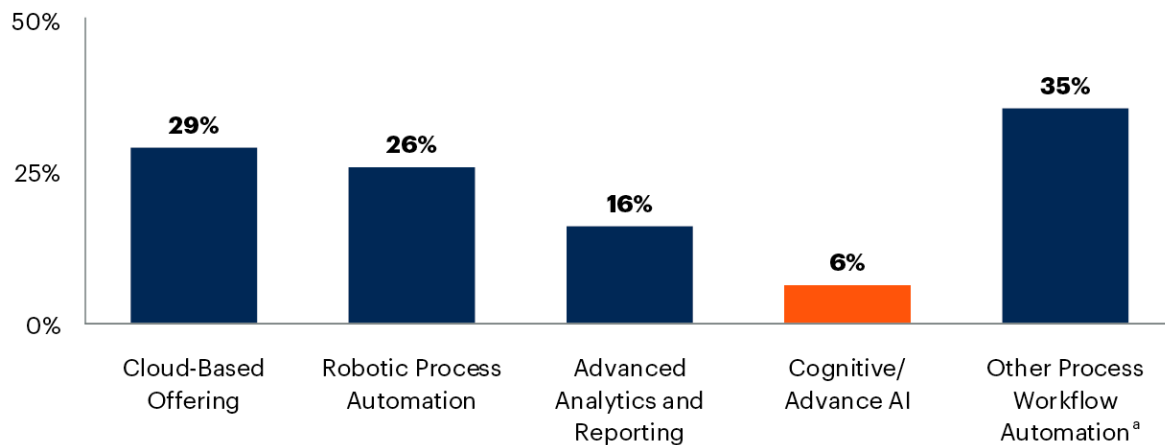 50%
25%
0%
29%
26%
16%
6%
35%
Cloud-Based
Offering
Robotic Process
Automation
Advanced
Analytics and
Reporting
Cognitive/
Advance AI
Other Process
Workflow
Automationᵃ